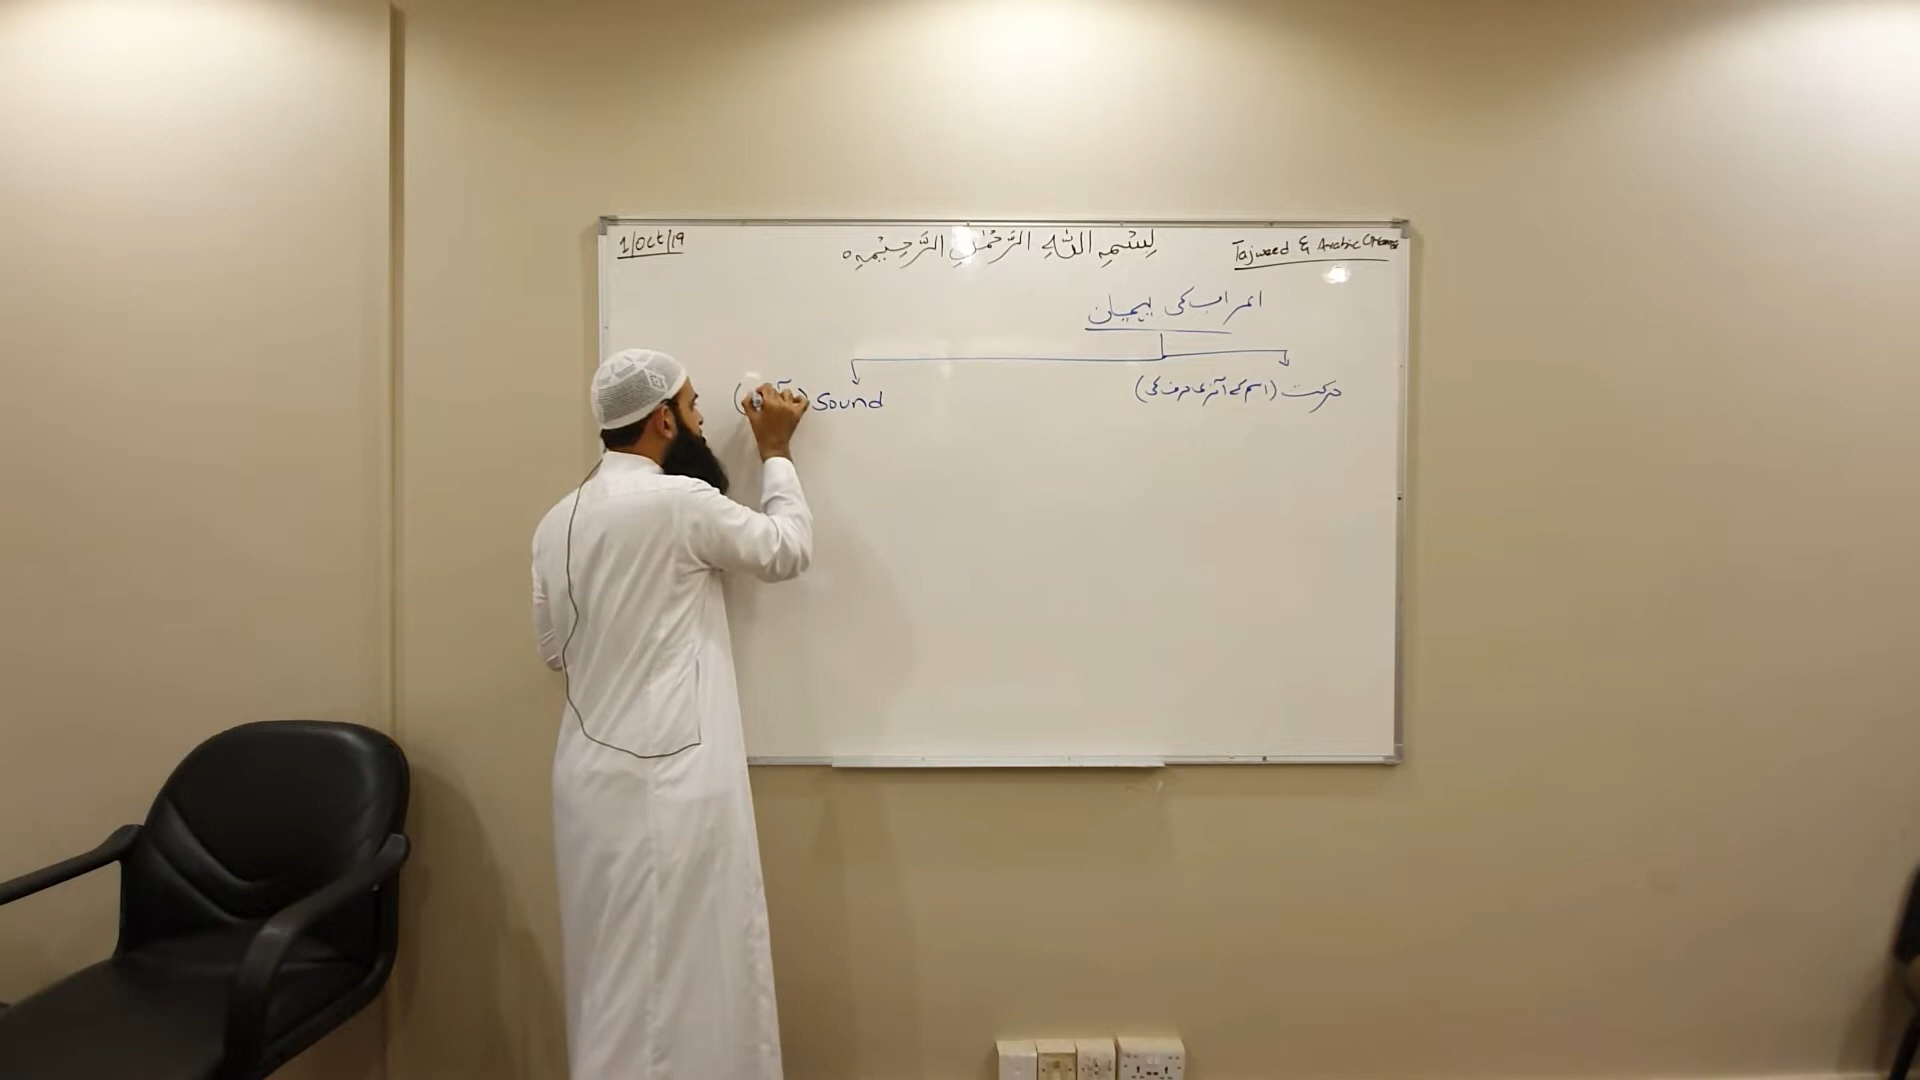 1/Oct/19
بِسْمِ اللّٰهِ الرَّحْمٰنِ الرَّحِيْمِ ه
Tajweed & Arabic
اعراب کی پہچان
حرکت (اسم کے آخری حرف کی)
Sound (